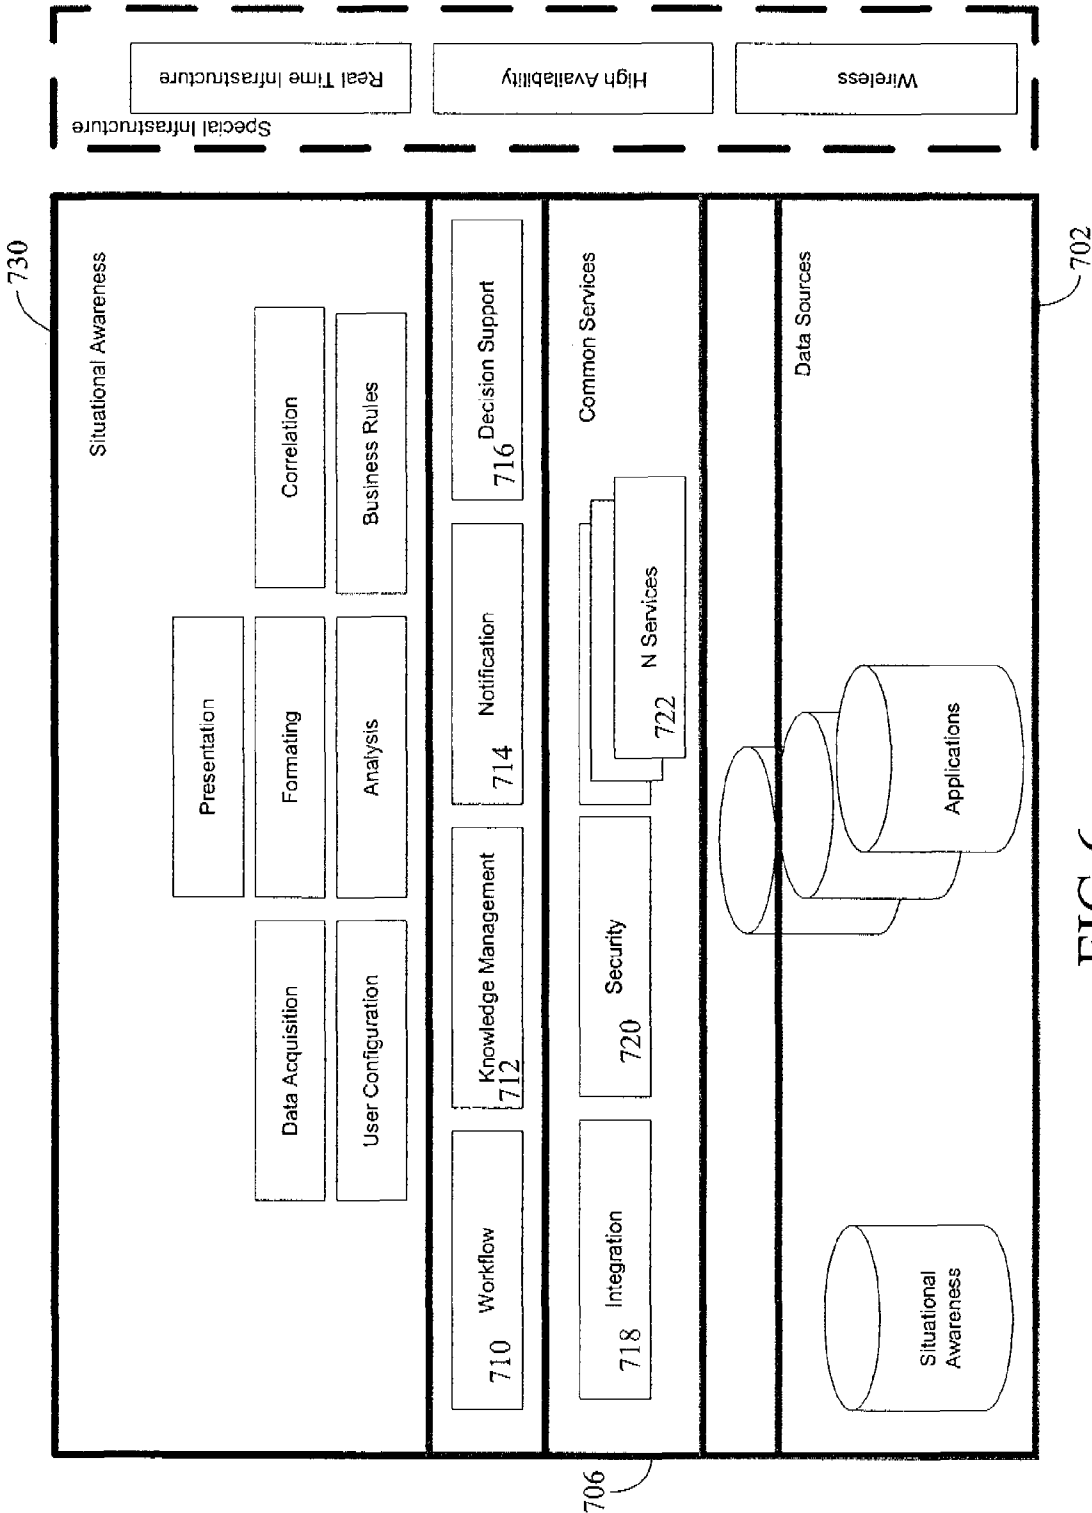 730
Situational Awareness
Presentation
Data Acquisition
Formating
Correlation
User Configuration
Analysis
Business Rules
Workflow
710
Knowledge Management
712
Notification
714
Decision Support
716
706
Common Services
Integration
718
Security
720
N Services
722
Data Sources
Situational
Awareness
Applications
702
Special Infrastructure
Real Time Infrastructure
High Availability
Wireless